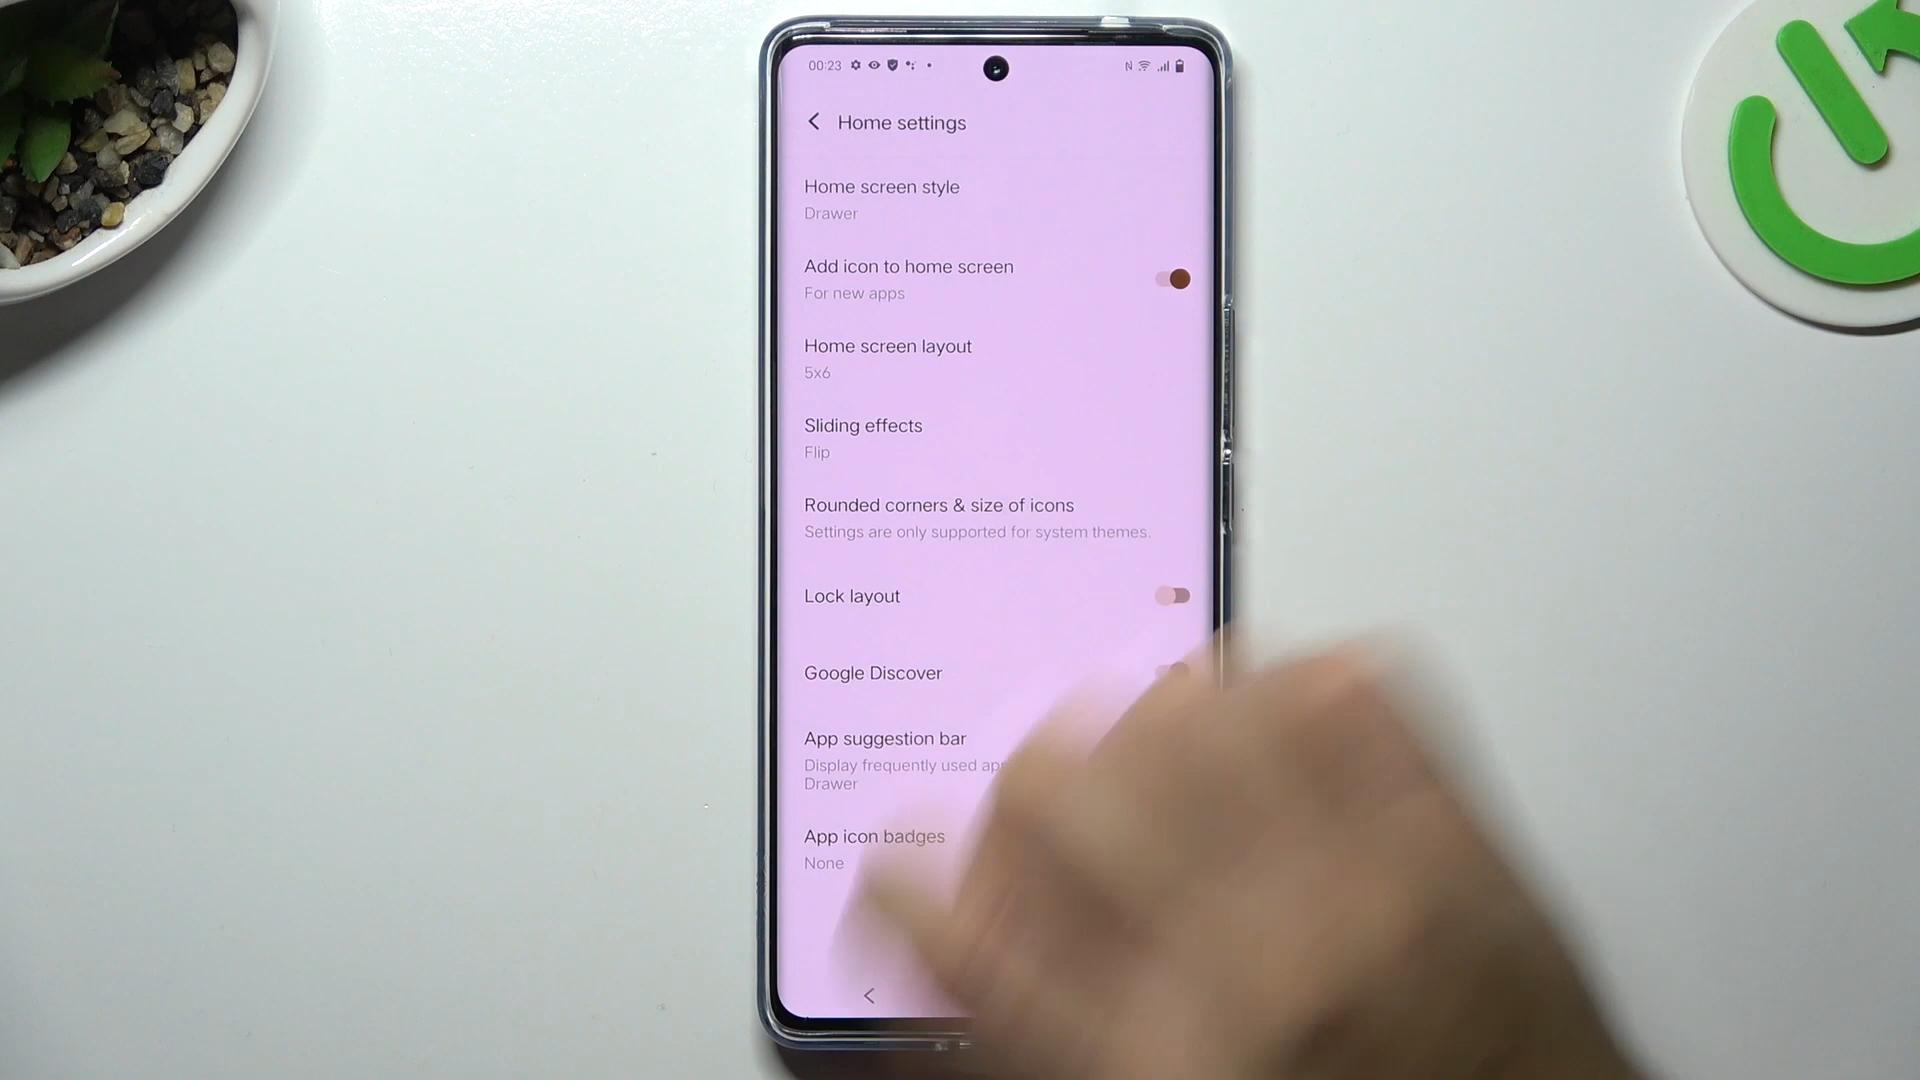 00:23
Home settings
Home screen style
Drawer
Add icon to home screen
For new apps
Home screen layout
5x6
Sliding effects
Flip
Rounded corners & size of icons
Settings are only supported for system themes.
Lock layout
Google Discover
App suggestion bar
Display frequently used
Drawer
App icon badges
None